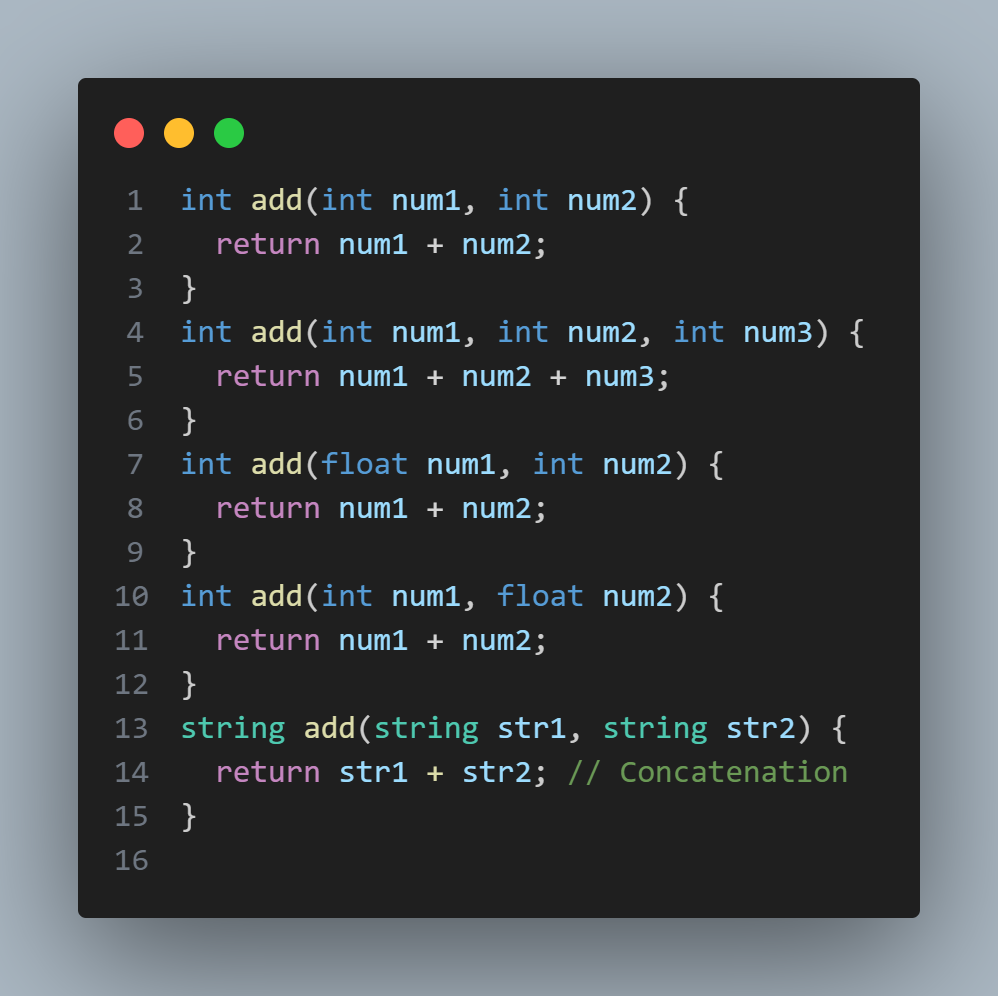 1 int add(int num1, int num2) {
2   return num1 + num2;
3 }
4 int add(int num1, int num2, int num3) {
5   return num1 + num2 + num3;
6 }
7 int add(float num1, int num2) {
8   return num1 + num2;
9 }
10 int add(int num1, float num2) {
11   return num1 + num2;
12 }
13 string add(string str1, string str2) {
14   return str1 + str2; // Concatenation
15 }
16